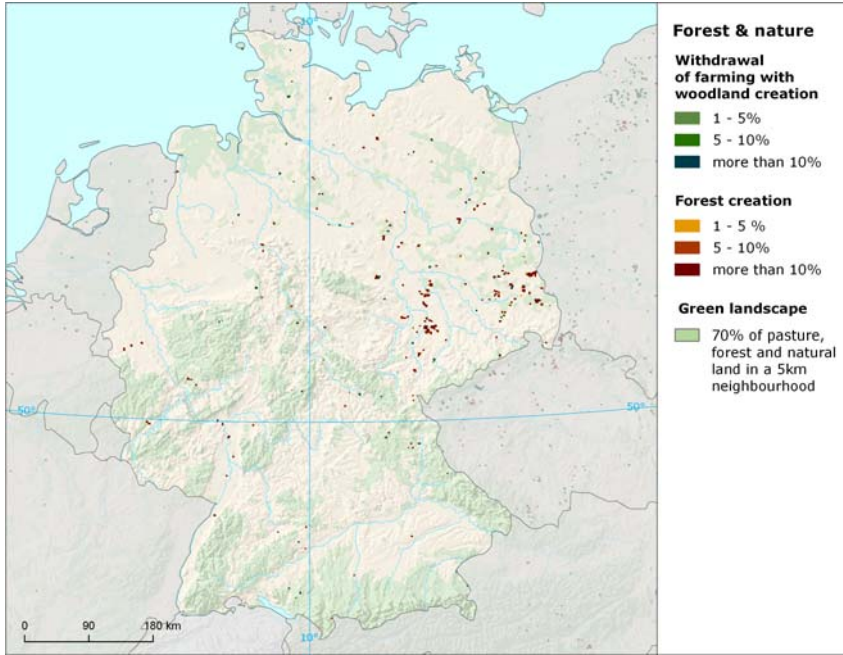 10°
50°
50°
10°
0 90 180 km
Forest & nature
Withdrawal
of farming with
woodland creation
1 - 5%
5 - 10%
more than 10%
Forest creation
1 - 5 %
5 - 10%
more than 10%
Green landscape
70% of pasture,
forest and natural
land in a 5km
neighbourhood